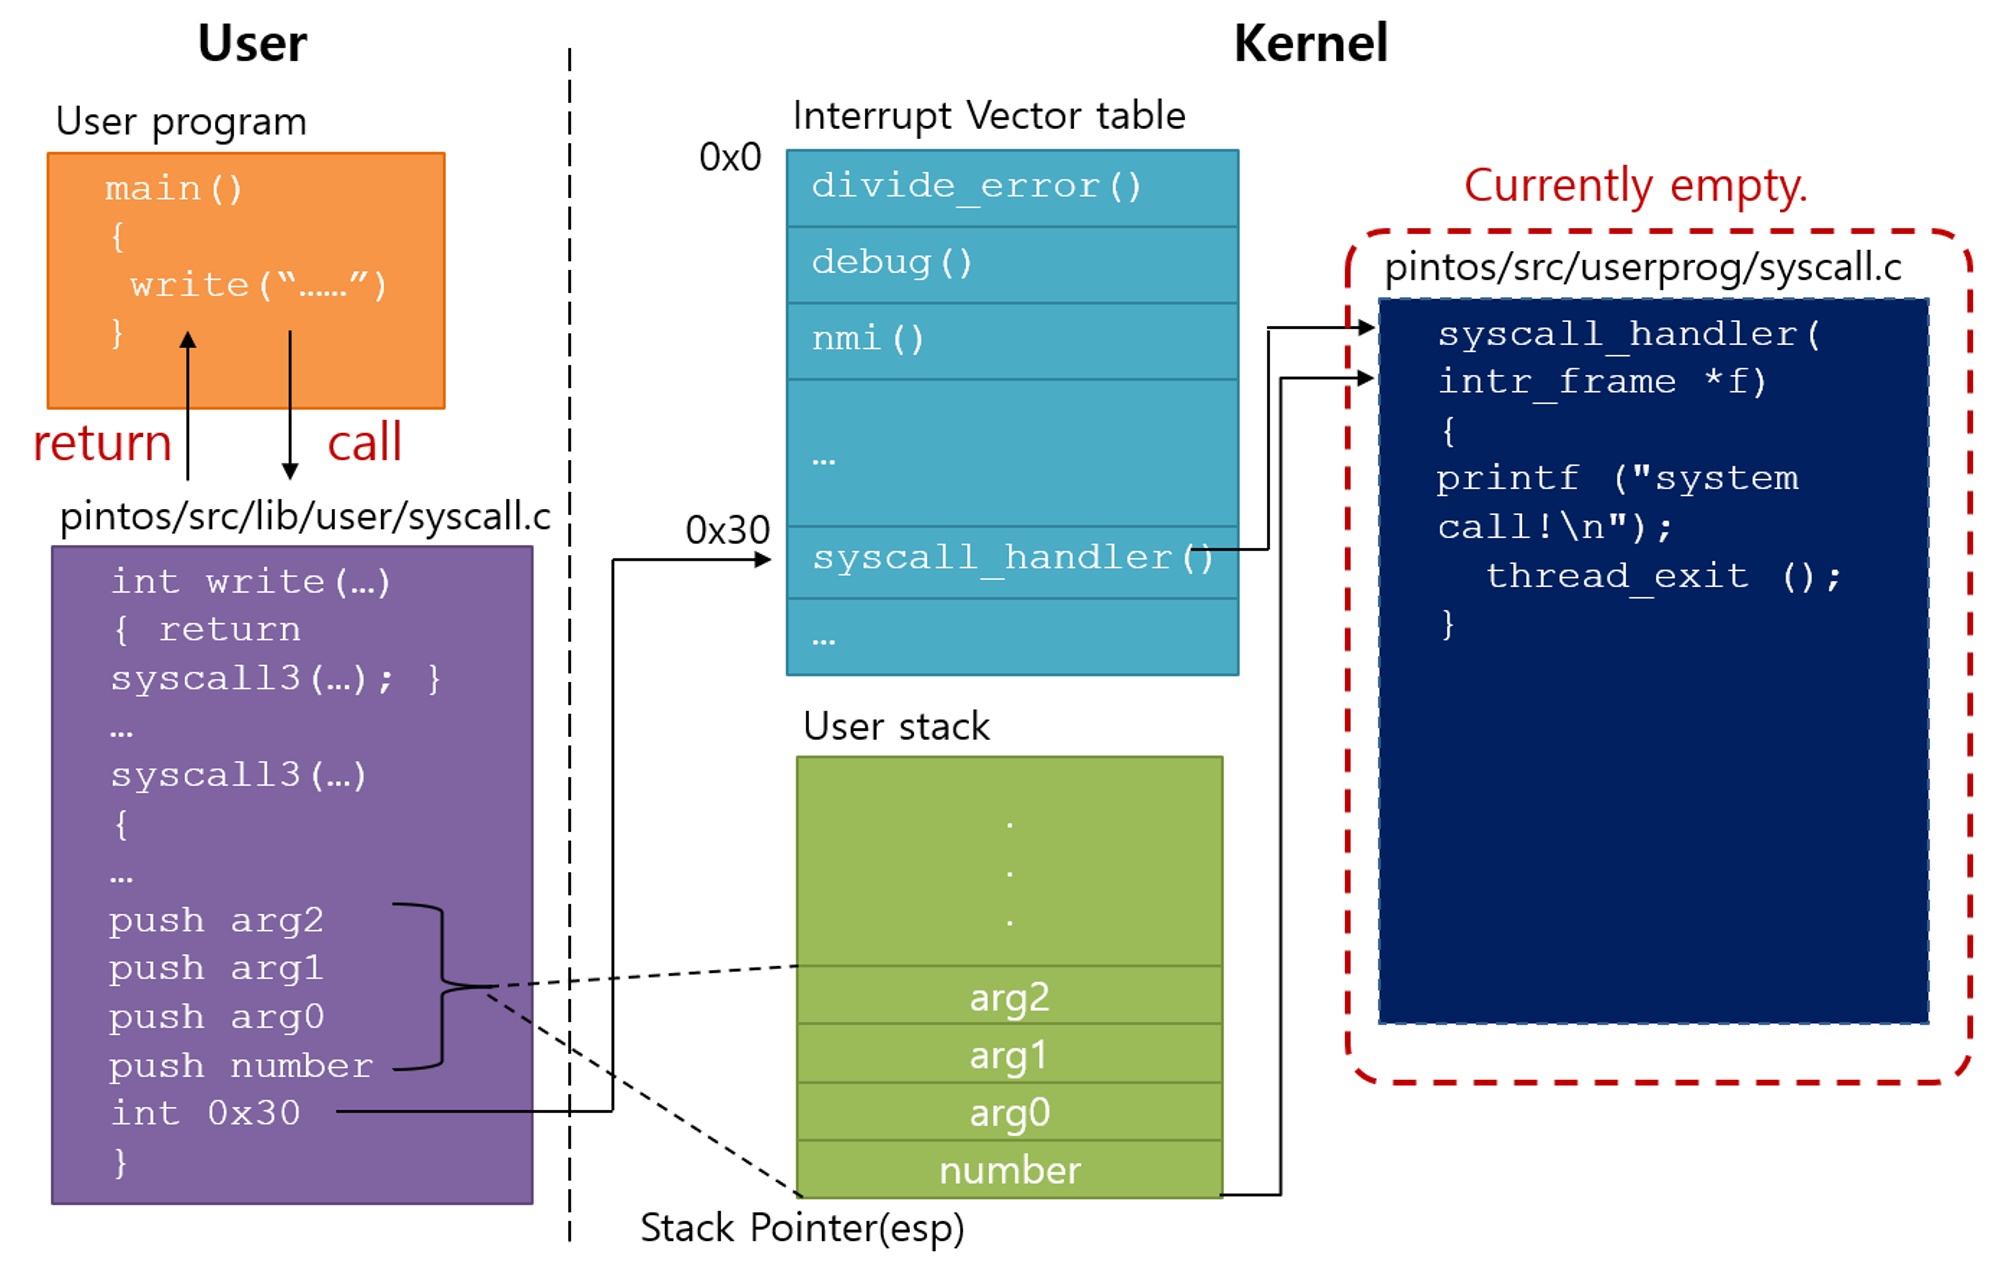 User
Kernel
User program
main()
{
write(“……”)
}
return
call
pintos/src/lib/user/syscall.c
int write(…)
{ return
syscall3(…); }
…
syscall3(…)
{
…
push arg2
push arg1
push arg0
push number
int 0x30
}
Interrupt Vector table
0x0
divide_error()
debug()
nmi()
…
0x30
syscall_handler()
…
User stack
.
.
.
arg2
arg1
arg0
number
Stack Pointer(esp)
Currently empty.
pintos/src/userprog/syscall.c
syscall_handler(
intr_frame *f)
{
printf ("system
call!\n");
thread_exit ();
}